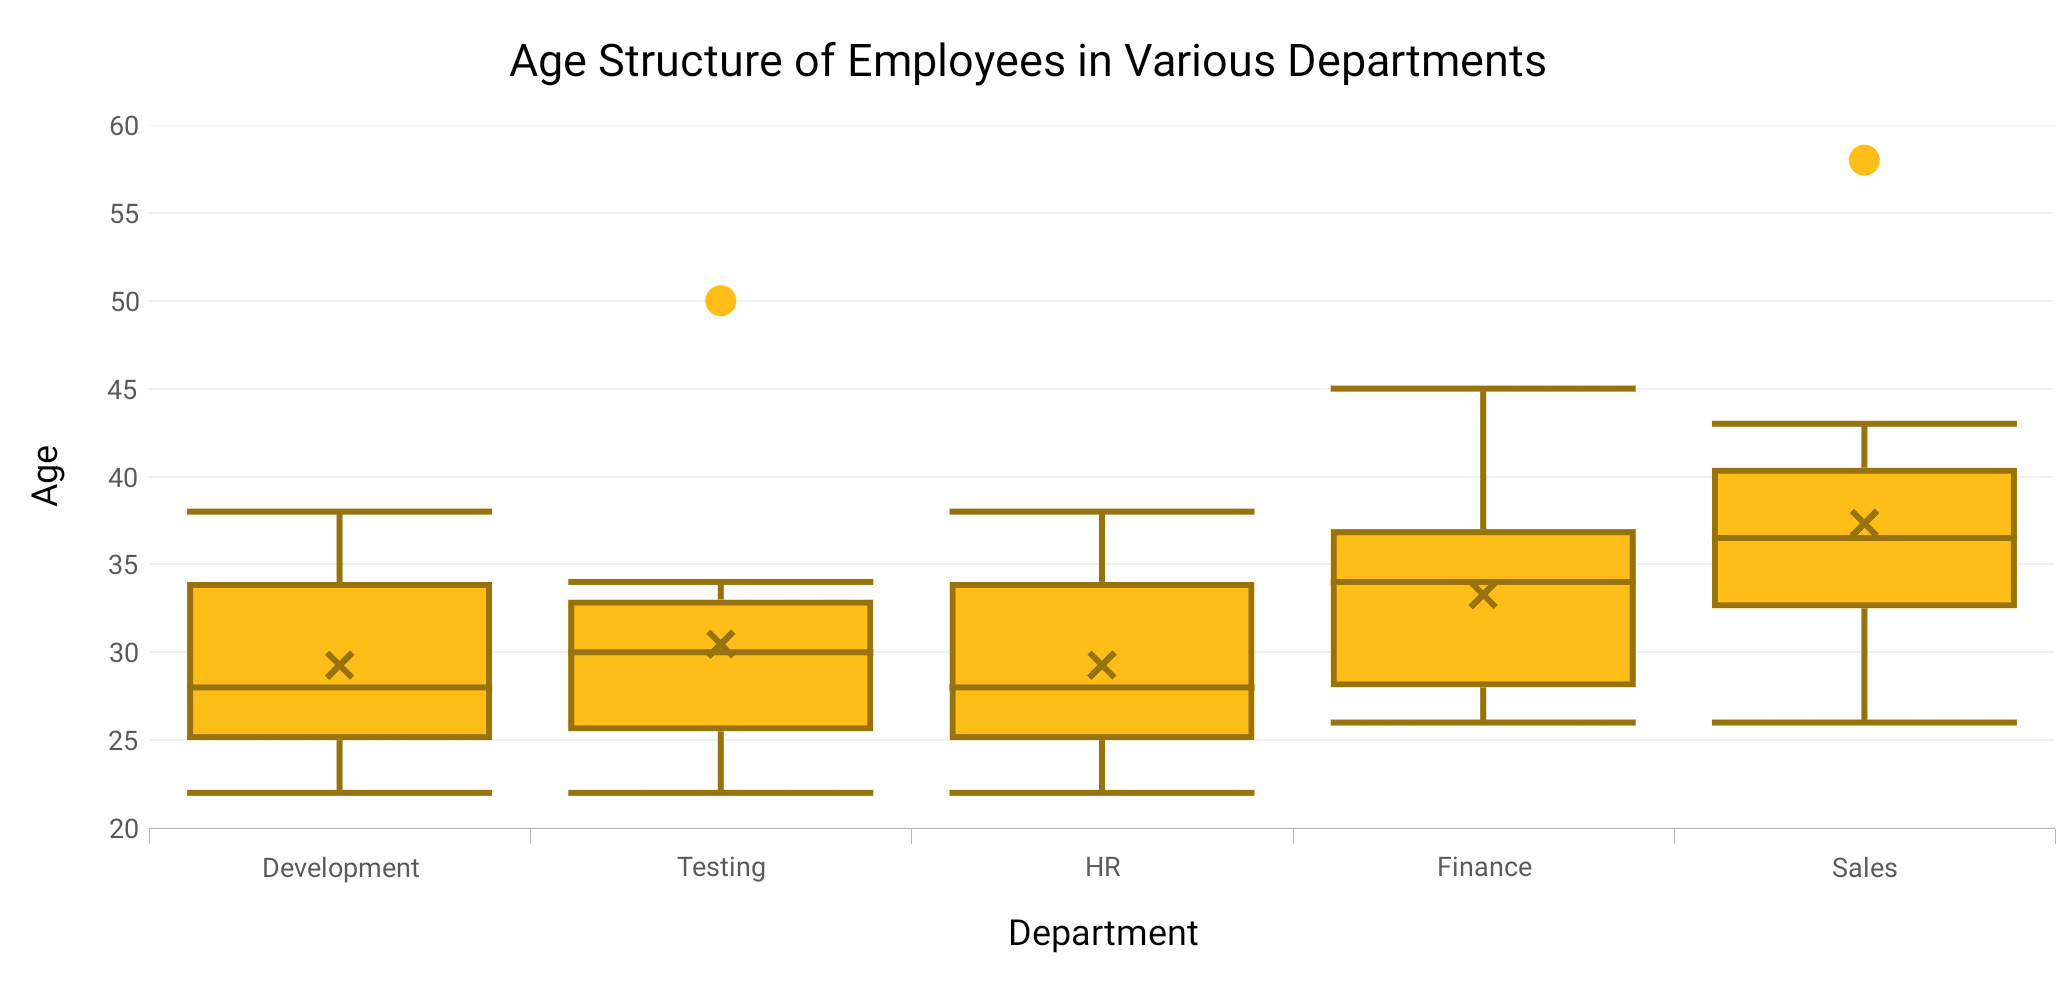 Age Structure of Employees in Various Departments
60
55
50
45
40
35
30
25
20
Age
Development
Testing
HR
Finance
Sales
Department